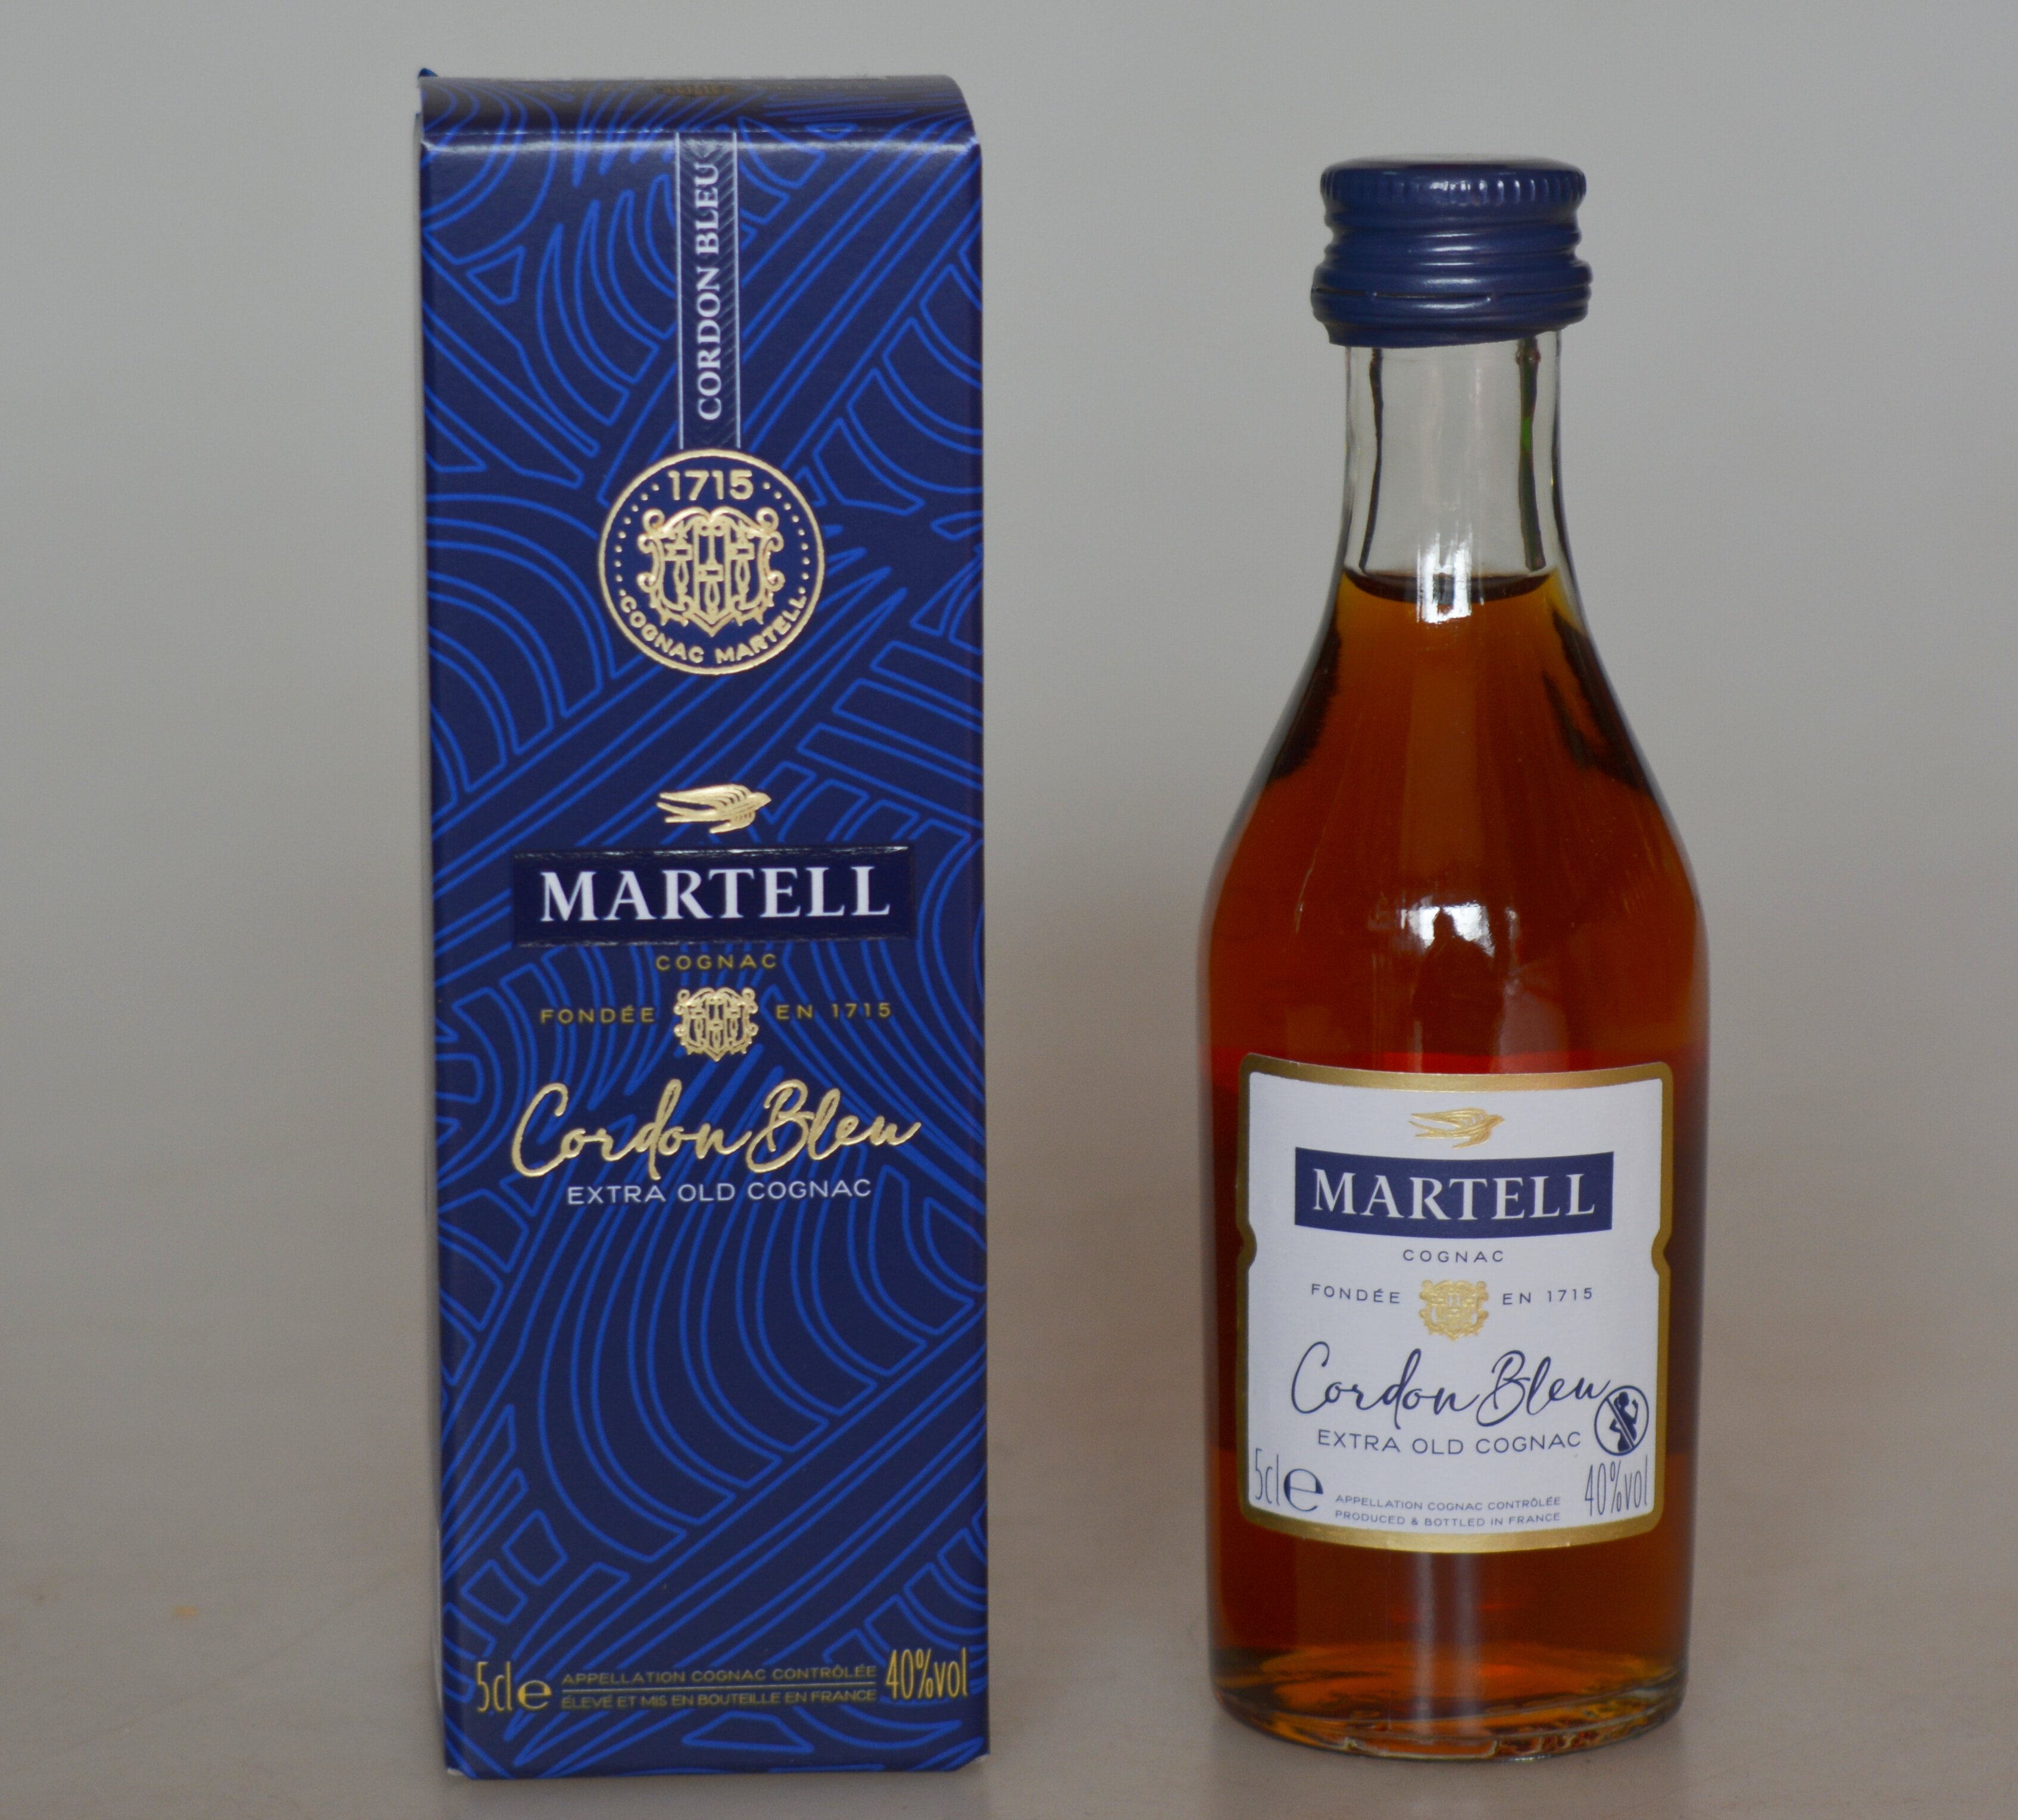 CORDON BLEU
1715
COGNAC MARTELL
MARTELL
COGNAC
FONDÉE EN 1715
Cordon Bleu
EXTRA OLD COGNAC
5cl e APPELLATION COGNAC CONTRÔLÉE 40%vol
ÉLEVÉ ET MIS EN BOUTEILLE EN FRANCE
MARTELL
COGNAC
FONDÉE EN 1715
Cordon Bleu
EXTRA OLD COGNAC
5cl e APPELLATION COGNAC CONTRÔLÉE 40%vol
PRODUCED & BOTTLED IN FRANCE